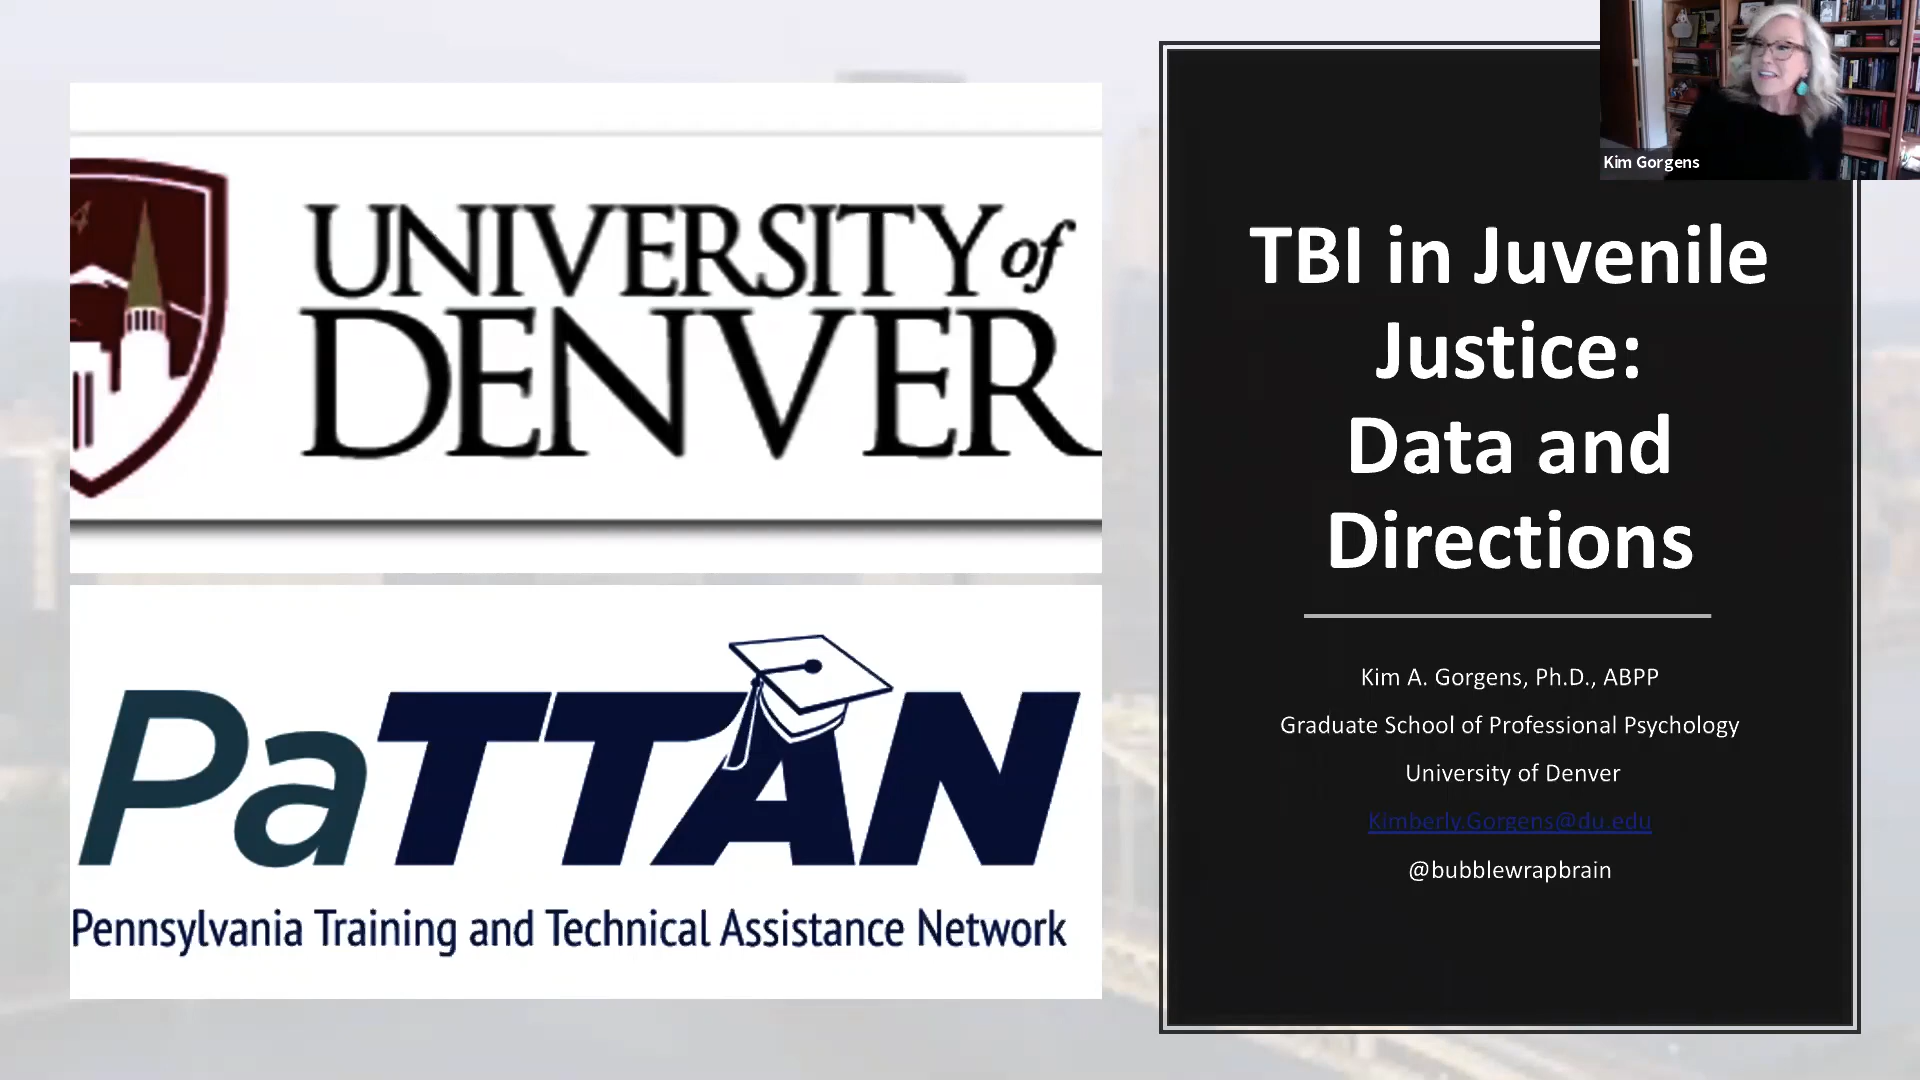 UNIVERSITY of
DENVER
PaTTAN
Pennsylvania Training and Technical Assistance Network
Kim Gorgens
TBI in Juvenile
Justice:
Data and
Directions
Kim A. Gorgens, Ph.D., ABPP
Graduate School of Professional Psychology
University of Denver
Kimberly.Gorgens@du.edu
@bubblewrapbrain